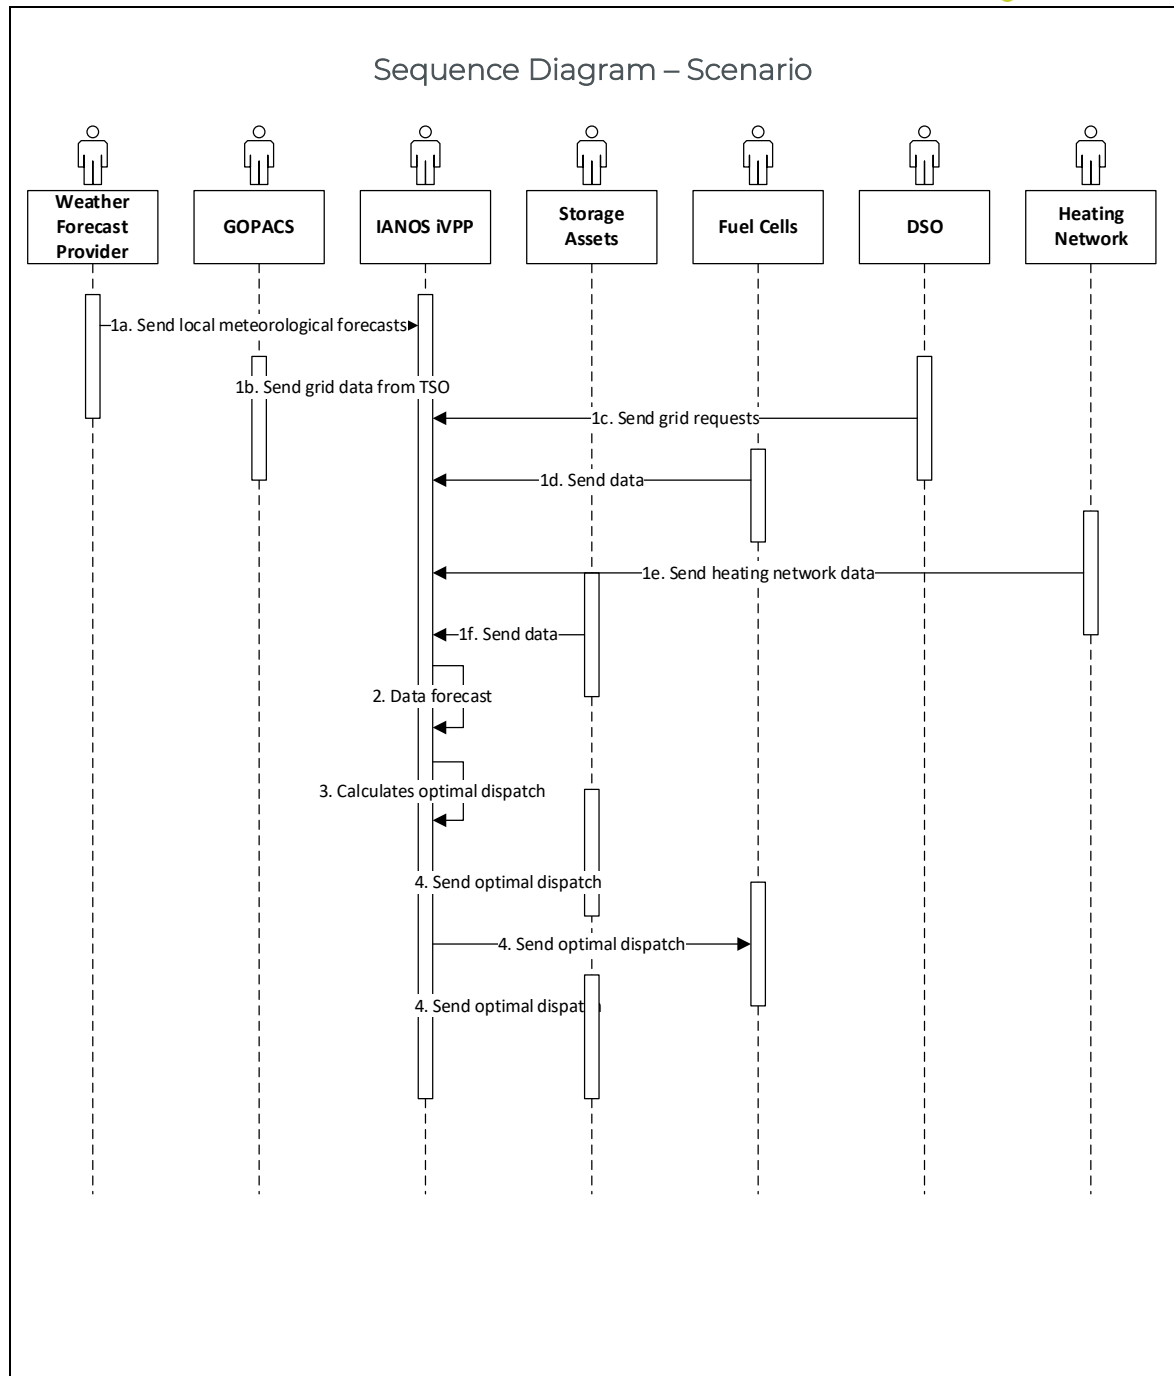 Sequence Diagram – Scenario
Weather
Forecast
Provider
GOPACS
IANOS iVPP
Storage
Assets
Fuel Cells
DSO
Heating
Network
1a. Send local meteorological forecasts
1b. Send grid data from TSO
1c. Send grid requests
1d. Send data
1e. Send heating network data
1f. Send data
2. Data forecast
3. Calculates optimal dispatch
4. Send optimal dispatch
4. Send optimal dispatch
4. Send optimal dispatch